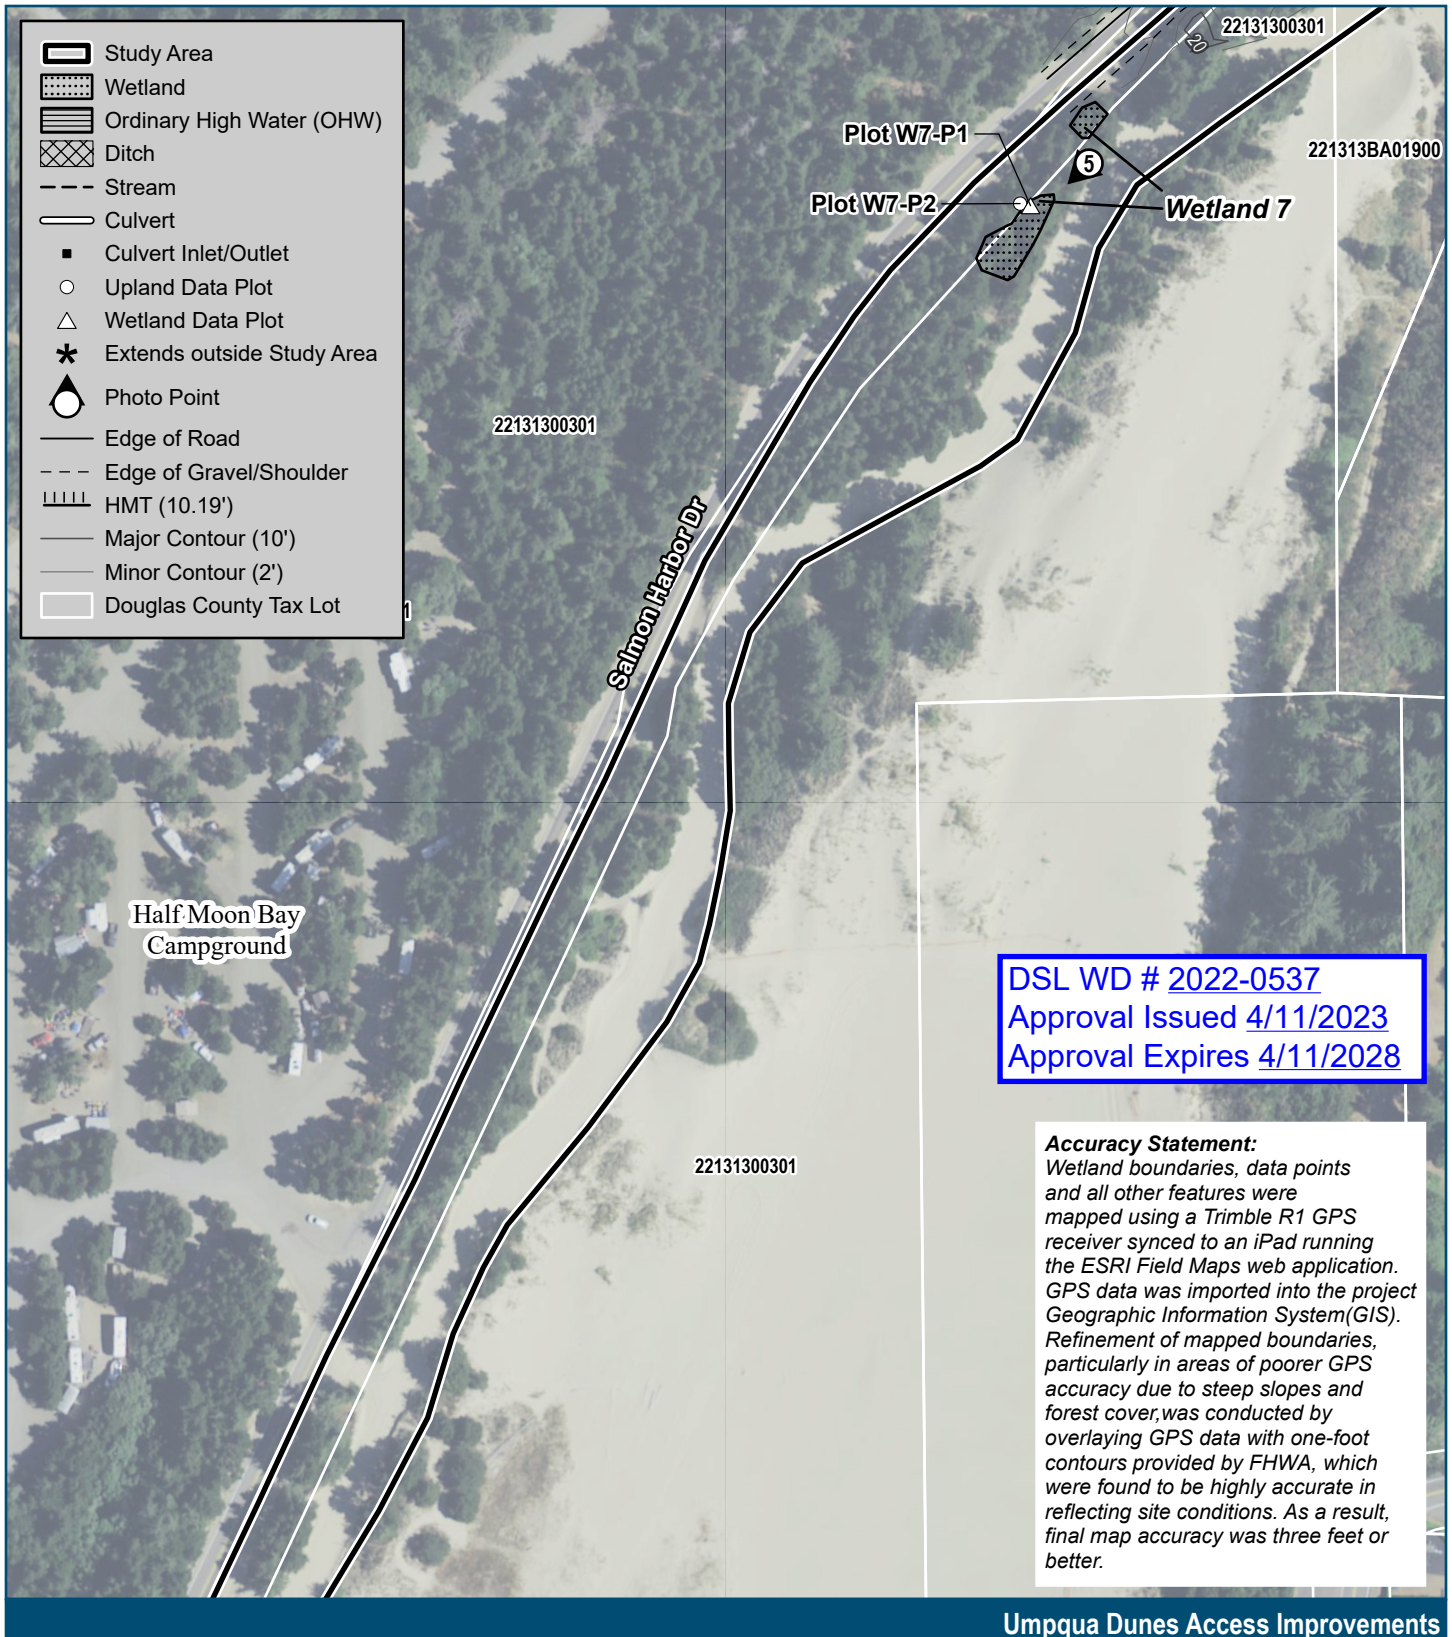 Study Area
Wetland
Ordinary High Water (OHW)
Ditch
Stream
Culvert
Culvert Inlet/Outlet
Upland Data Plot
Wetland Data Plot
Extends outside Study Area
Photo Point
Edge of Road
Edge of Gravel/Shoulder
HMT (10.19')
Major Contour (10')
Minor Contour (2')
Douglas County Tax Lot
1
22131300301
20
Plot W7-P1
5
221313BA01900
Plot W7-P2
Wetland 7
22131300301
Salmon Harbor Dr
Half Moon Bay
Campground
DSL WD # 2022-0537
Approval Issued 4/11/2023
Approval Expires 4/11/2028
22131300301
Accuracy Statement:
Wetland boundaries, data points
and all other features were
mapped using a Trimble R1 GPS
receiver synced to an iPad running
the ESRI Field Maps web application.
GPS data was imported into the project
Geographic Information System(GIS).
Refinement of mapped boundaries,
particularly in areas of poorer GPS
accuracy due to steep slopes and
forest cover,was conducted by
overlaying GPS data with one-foot
contours provided by FHWA, which
were found to be highly accurate in
reflecting site conditions. As a result,
final map accuracy was three feet or
better.
Umpqua Dunes Access Improvements